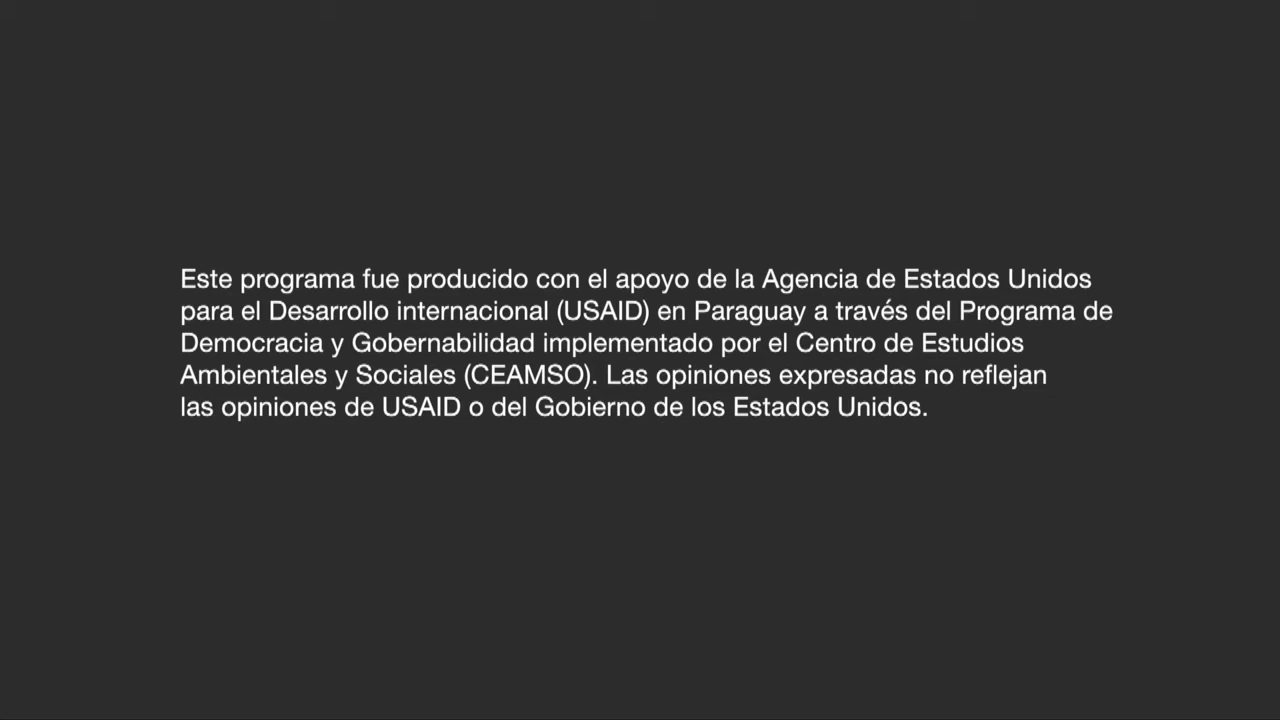 Este programa fue producido con el apoyo de la Agencia de Estados Unidos
para el Desarrollo internacional (USAID) en Paraguay a través del Programa de
Democracia y Gobernabilidad implementado por el Centro de Estudios
Ambientales y Sociales (CEAMSO). Las opiniones expresadas no reflejan
las opiniones de USAID o del Gobierno de los Estados Unidos.